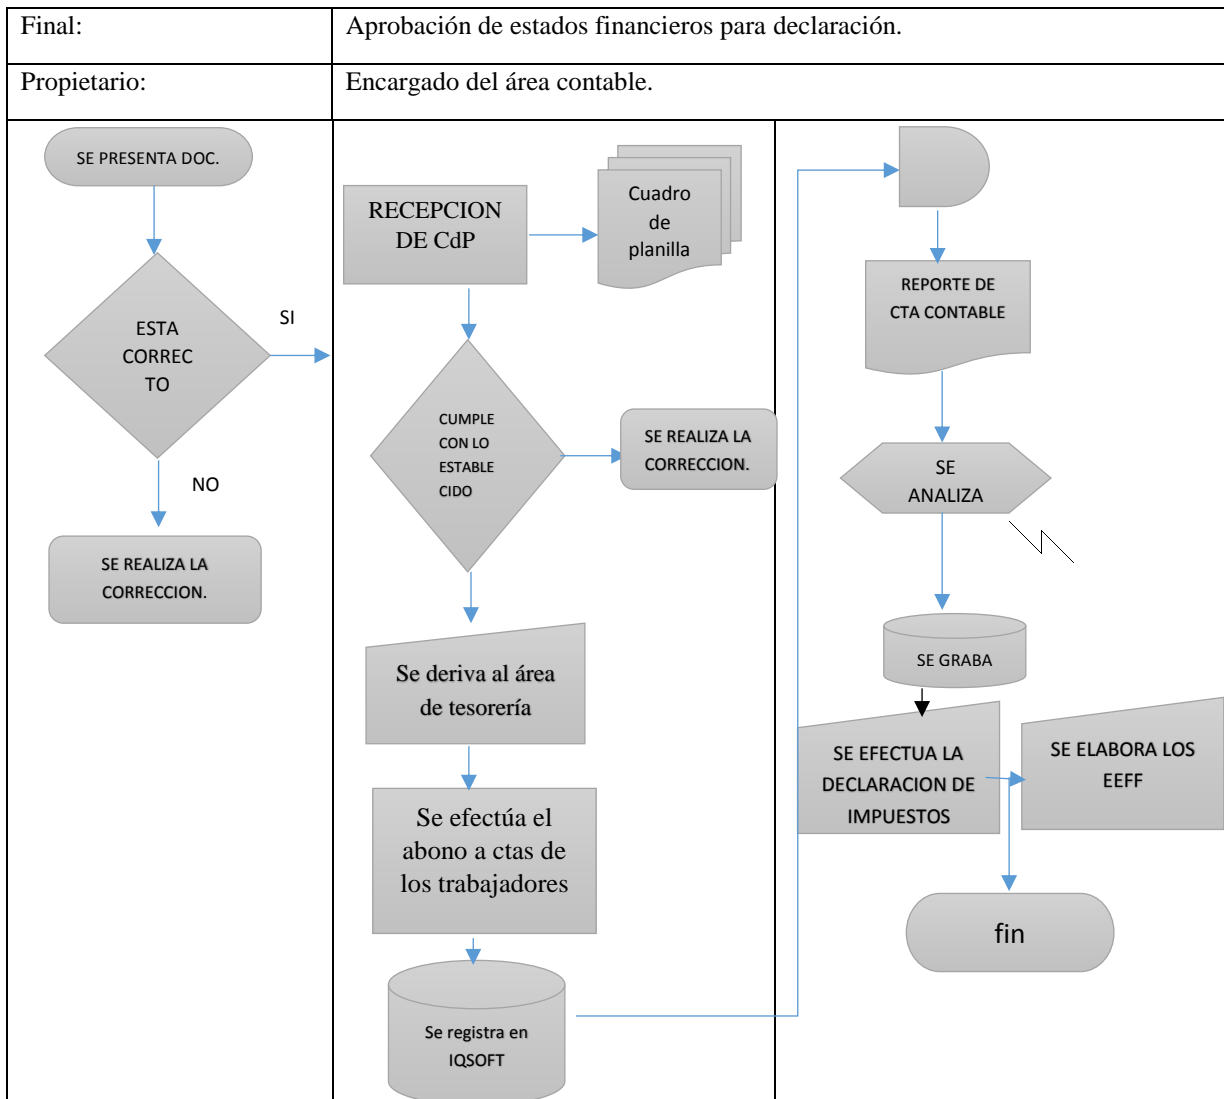 Final:
Aprobación de estados financieros para declaración.
Propietario:
Encargado del área contable.
SE PRESENTA DOC.
ESTA
CORREC
TO
SI
NO
SE REALIZA LA
CORRECCION.
RECEPCION
DE CdP
Cuadro
de
planilla
CUMPLE
CON LO
ESTABLE
CIDO
SE REALIZA LA
CORRECCION.
Se deriva al área
de tesorería
Se efectúa el
abono a ctas de
los trabajadores
Se registra en
IQSOFT
REPORTE DE
CTA CONTABLE
SE
ANALIZA
SE GRABA
SE EFECTUA LA
DECLARACION DE
IMPUESTOS
SE ELABORA LOS
EEFF
fin